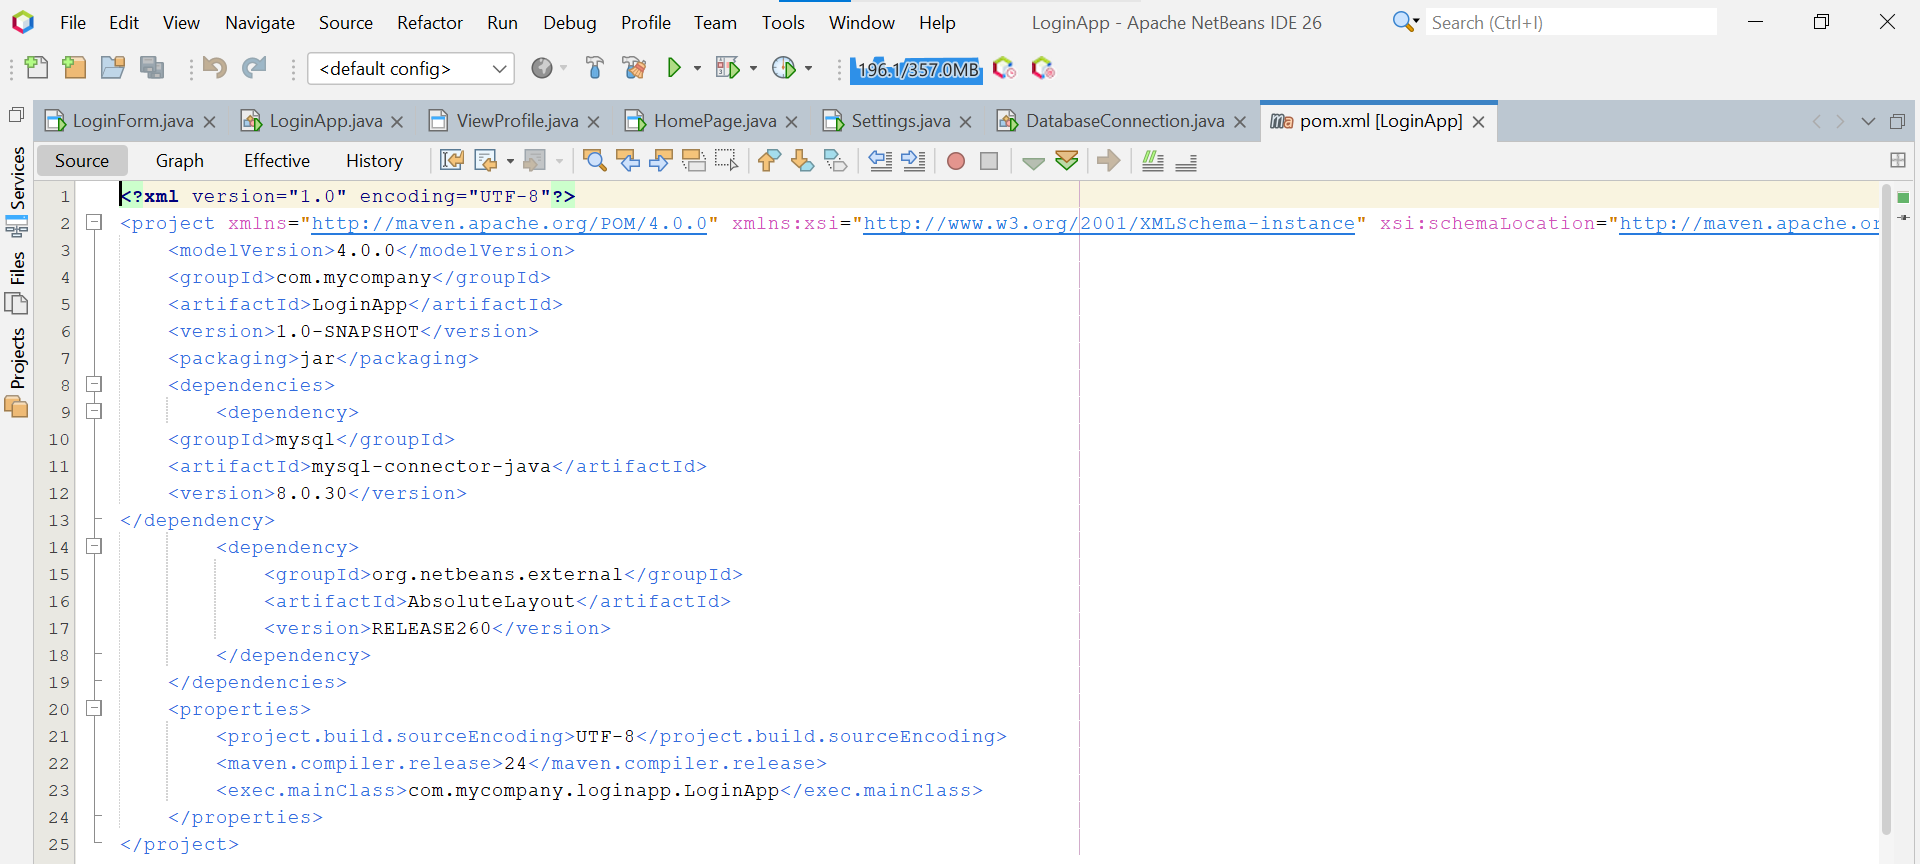 File Edit View Navigate Source Refactor Run Debug Profile Team Tools Window Help LoginApp - Apache NetBeans IDE 26 Search (Ctrl+I)
<default config> 196.1/357.0MB
LoginForm.java LoginApp.java ViewProfile.java HomePage.java Settings.java DatabaseConnection.java pom.xml [LoginApp]
Source Graph Effective History
Services
Files
Projects
1 <?xml version="1.0" encoding="UTF-8"?>
2 <project xmlns="http://maven.apache.org/POM/4.0.0" xmlns:xsi="http://www.w3.org/2001/XMLSchema-instance" xsi:schemaLocation="http://maven.apache.or
3 <modelVersion>4.0.0</modelVersion>
4 <groupId>com.mycompany</groupId>
5 <artifactId>LoginApp</artifactId>
6 <version>1.0-SNAPSHOT</version>
7 <packaging>jar</packaging>
8 <dependencies>
9 <dependency>
10 <groupId>mysql</groupId>
11 <artifactId>mysql-connector-java</artifactId>
12 <version>8.0.30</version>
13 </dependency>
14 <dependency>
15 <groupId>org.netbeans.external</groupId>
16 <artifactId>AbsoluteLayout</artifactId>
17 <version>RELEASE260</version>
18 </dependency>
19 </dependencies>
20 <properties>
21 <project.build.sourceEncoding>UTF-8</project.build.sourceEncoding>
22 <maven.compiler.release>24</maven.compiler.release>
23 <exec.mainClass>com.mycompany.loginapp.LoginApp</exec.mainClass>
24 </properties>
25 </project>